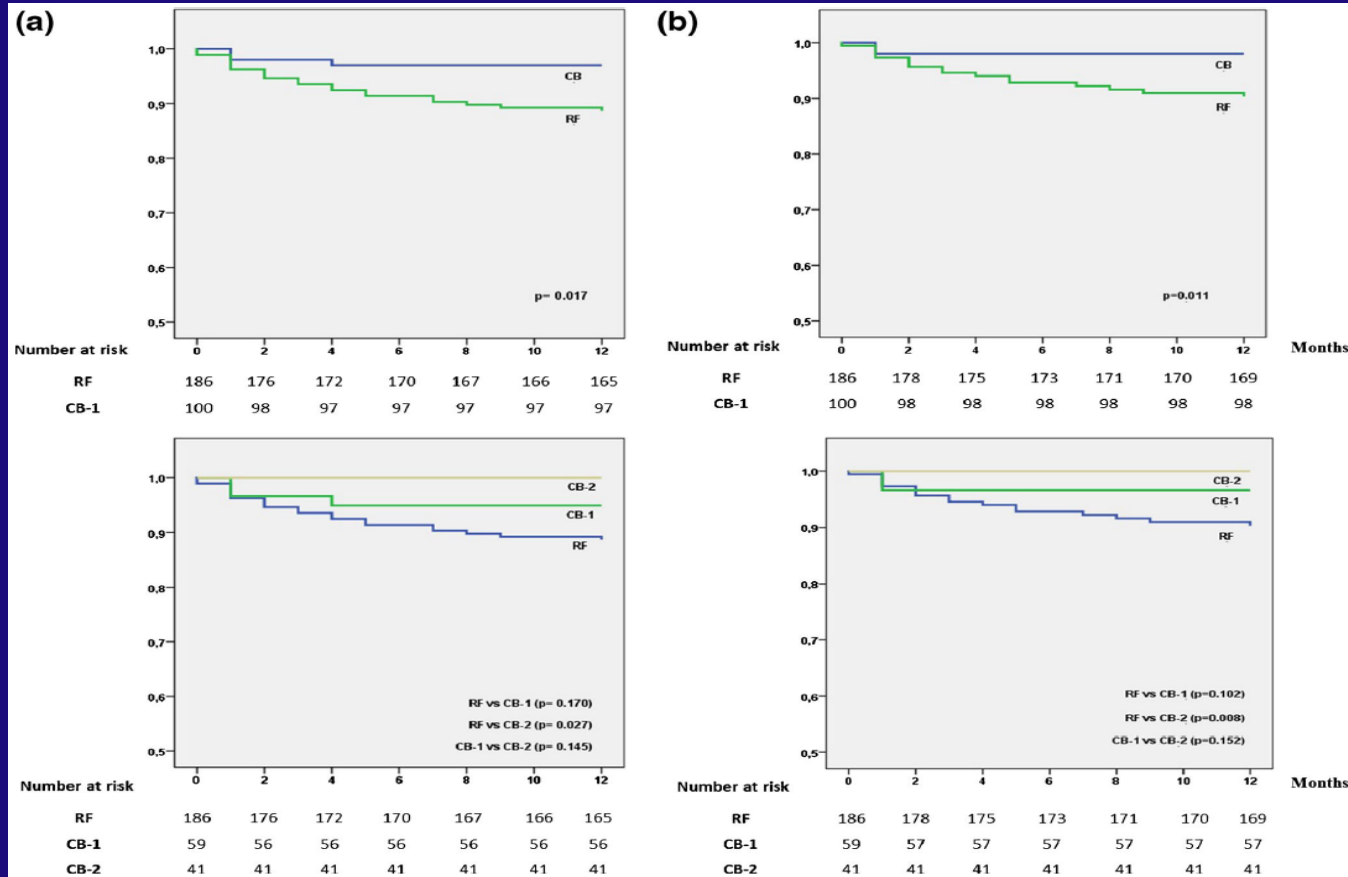 (a)
1,0
CB
0,9
RF
0,8
0,7
0,6
p= 0.017
0,5
Number at risk
0 2 4 6 8 10 12
RF 186 176 172 170 167 166 165
CB-1 100 98 97 97 97 97 97
(b)
1,0
CB
0,9
RF
0,8
0,7
0,6
p=0.011
0,5
Number at risk
0 2 4 6 8 10 12 Months
RF 186 178 175 173 171 170 169
CB-1 100 98 98 98 98 98 98
1,0
CB-2
CB-1
0,9
RF
0,8
0,7
0,6
RF vs CB-1 (p= 0.170)
RF vs CB-2 (p= 0.027)
CB-1 vs CB-2 (p= 0.145)
0,5
Number at risk
0 2 4 6 8 10 12
RF 186 176 172 170 167 166 165
CB-1 59 56 56 56 56 56 56
CB-2 41 41 41 41 41 41 41
1,0
CB-2
CB-1
0,9
RF
0,8
0,7
0,6
RF vs CB-1 (p=0.102)
RF vs CB-2 (p=0.008)
CB-1 vs CB-2 (p=0.152)
0,5
Number at risk
0 2 4 6 8 10 12 Months
RF 186 178 175 173 171 170 169
CB-1 59 57 57 57 57 57 57
CB-2 41 41 41 41 41 41 41